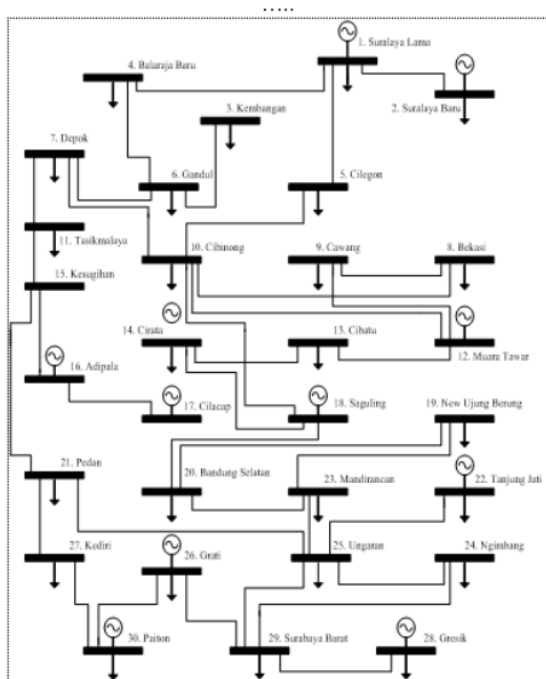 1. Suralaya Lama
4. Balaraja Baru
3. Kembangan
2. Suralaya Baru
7. Depok
6. Gandul
5. Cilegon
11. Tasikmalaya
10. Cibinong
9. Cawang
8. Bekasi
15. Kesugihan
14. Cirata
13. Cibatu
12. Muara Tawar
16. Adipala
17. Cilacap
18. Saguling
19. New Ujung Berung
21. Pedan
20. Bandung Selatan
23. Mandirancan
22. Tanjung Jati
27. Kediri
26. Grati
25. Ungaran
24. Ngimbang
30. Paiton
29. Surabaya Barat
28. Gresik